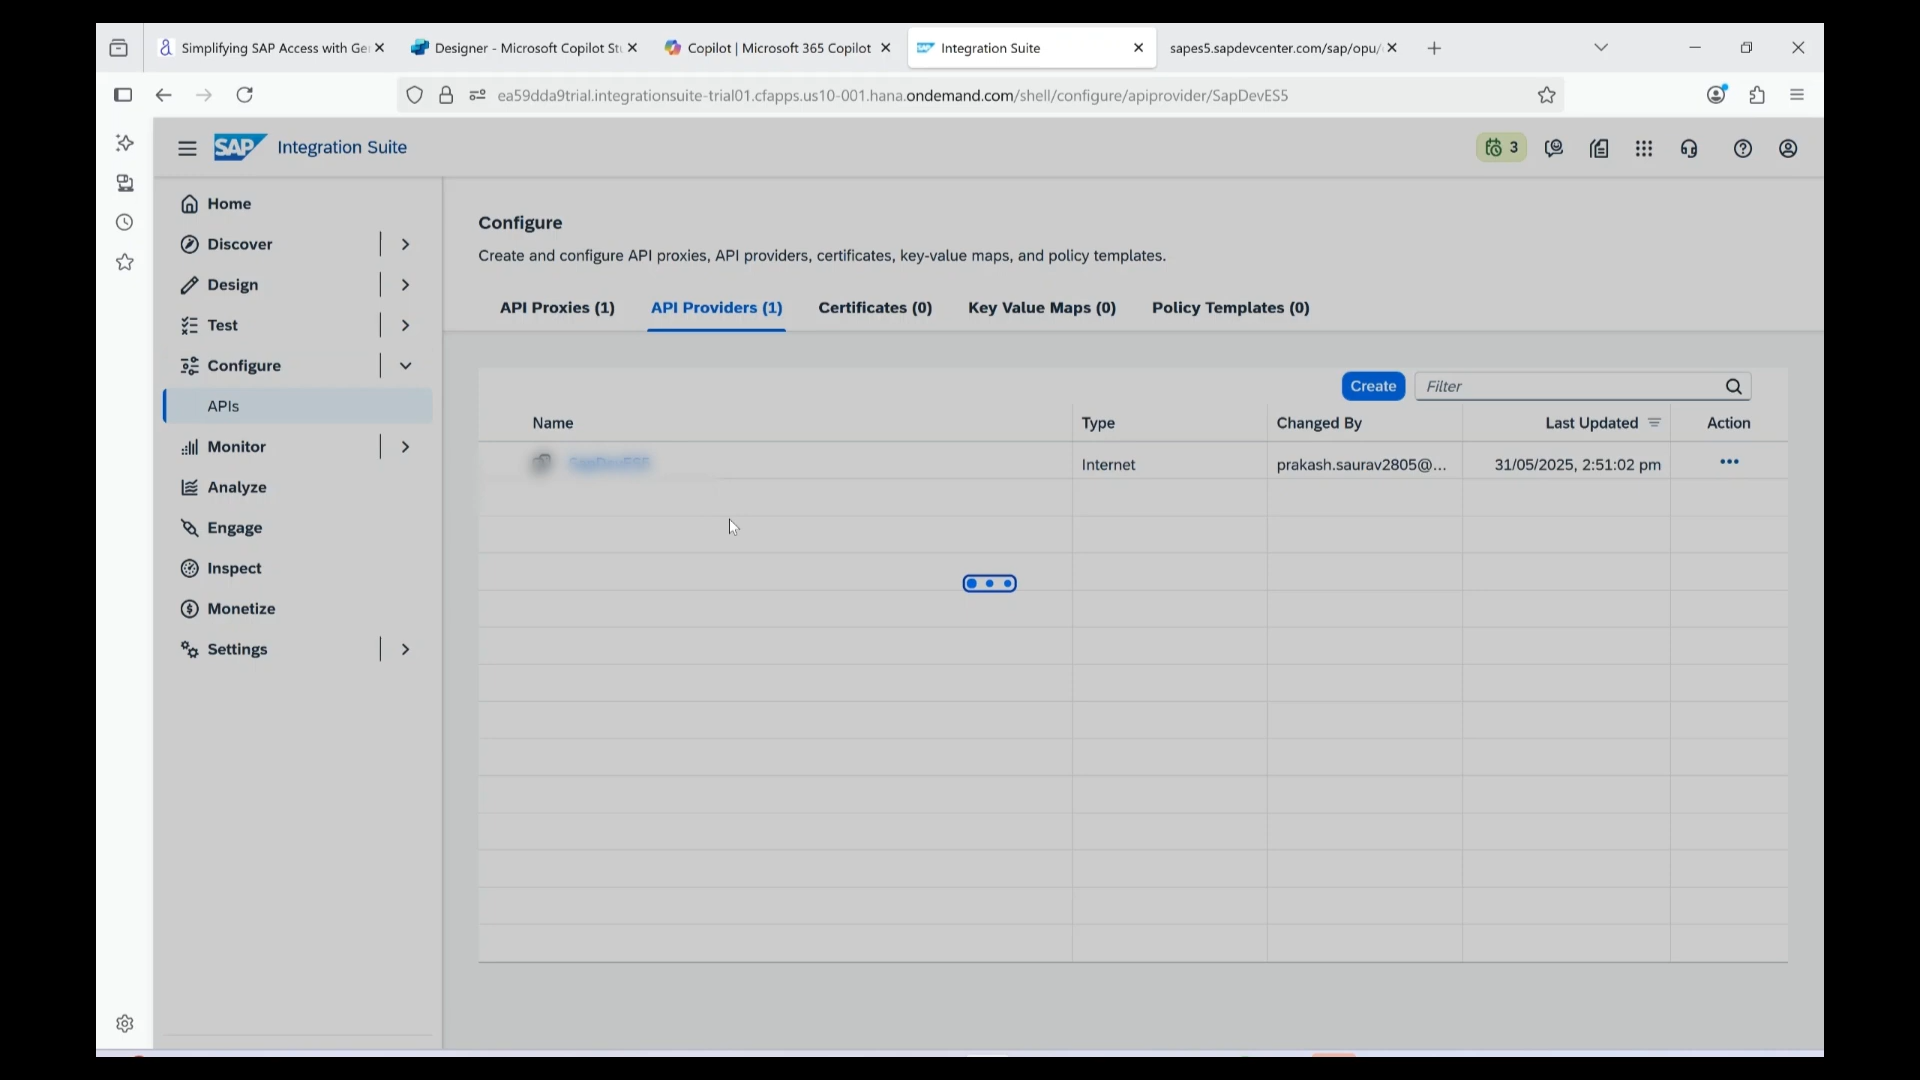 Simplifying SAP Access with Ge
Designer - Microsoft Copilot St
Copilot | Microsoft 365 Copilot
Integration Suite
sapes5.sapdevcenter.com/sap/opu/
ea59dda9trial.integrationsuite-trial01.cfapps.us10-001.hana.ondemand.com/shell/configure/apiprovider/SapDevES5
SAP Integration Suite
3
Home
Discover
Design
Test
Configure
APIs
Monitor
Analyze
Engage
Inspect
Monetize
Settings
Configure
Create and configure API proxies, API providers, certificates, key-value maps, and policy templates.
API Proxies (1) API Providers (1) Certificates (0) Key Value Maps (0) Policy Templates (0)
Create Filter
Name Type Changed By Last Updated Action
SapDevES5 Internet prakash.saurav2805@... 31/05/2025, 2:51:02 pm